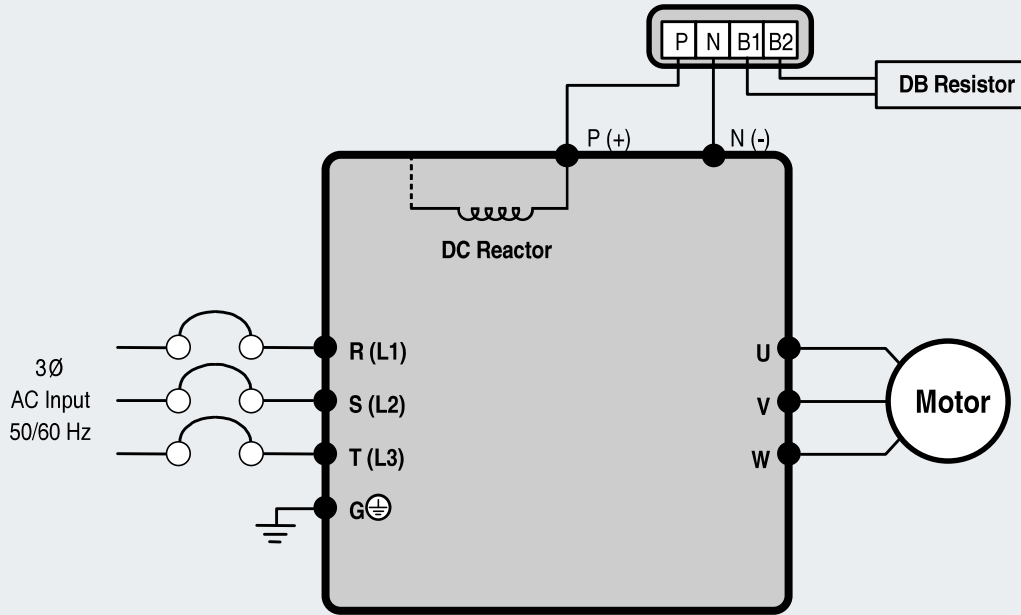 P N B1 B2
DB Resistor
P (+)
N (-)
DC Reactor
3Ø
AC Input
50/60 Hz
R (L1)
S (L2)
T (L3)
G
U
V
W
Motor